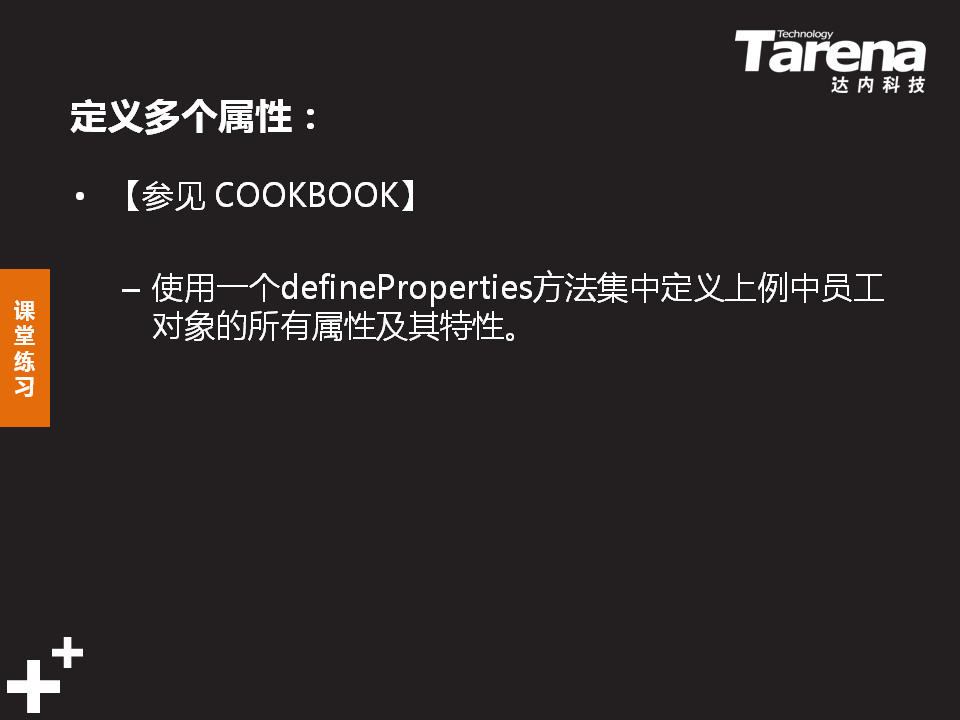 Technology
Tarena
达内科技
定义多个属性：
• 【参见 COOKBOOK】
– 使用一个defineProperties方法集中定义上例中员工
对象的所有属性及其特性。
课
堂
练
习